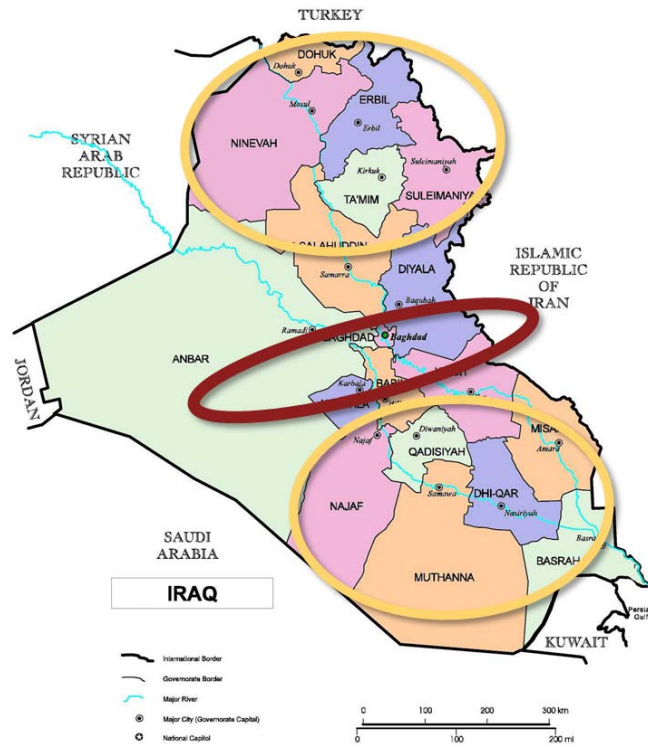 TURKEY
DOHUK
Dohuk
ERBIL
Mosul
Erbil
NINEVAH
SYRIAN
ARAB
REPUBLIC
Suleimaniyah
Kirkuk
TA'MIM
SULEIMANIYA
SALAHUDDIN
DIYALA
ISLAMIC
REPUBLIC
OF
IRAN
Samarra
Baqubah
Ramadi
BAGHDAD
Baghdad
ANBAR
JORDAN
Karbala
Najaf
Diwaniyah
QADISIYAH
Amara
Samawa
DHI-QAR
NAJAF
Nasiriyah
Basra
BASRAH
SAUDI
ARABIA
MUTHANNA
IRAQ
KUWAIT
International Border
Governorate Border
Major River
Major City (Governorate Capital)
National Capitol
0 100 200 300 km
0 100 200 mi